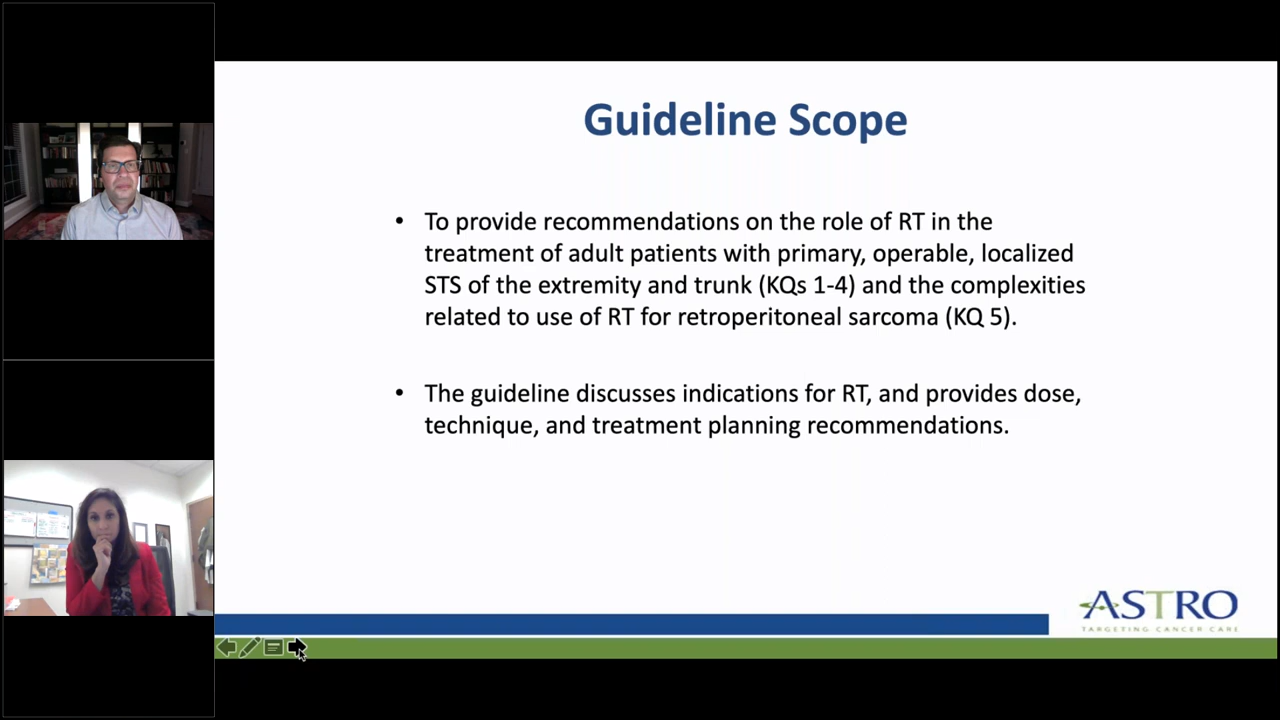 Guideline Scope
• To provide recommendations on the role of RT in the
treatment of adult patients with primary, operable, localized
STS of the extremity and trunk (KQs 1-4) and the complexities
related to use of RT for retroperitoneal sarcoma (KQ 5).
• The guideline discusses indications for RT, and provides dose,
technique, and treatment planning recommendations.
ASTRO
TARGETING CANCER CARE